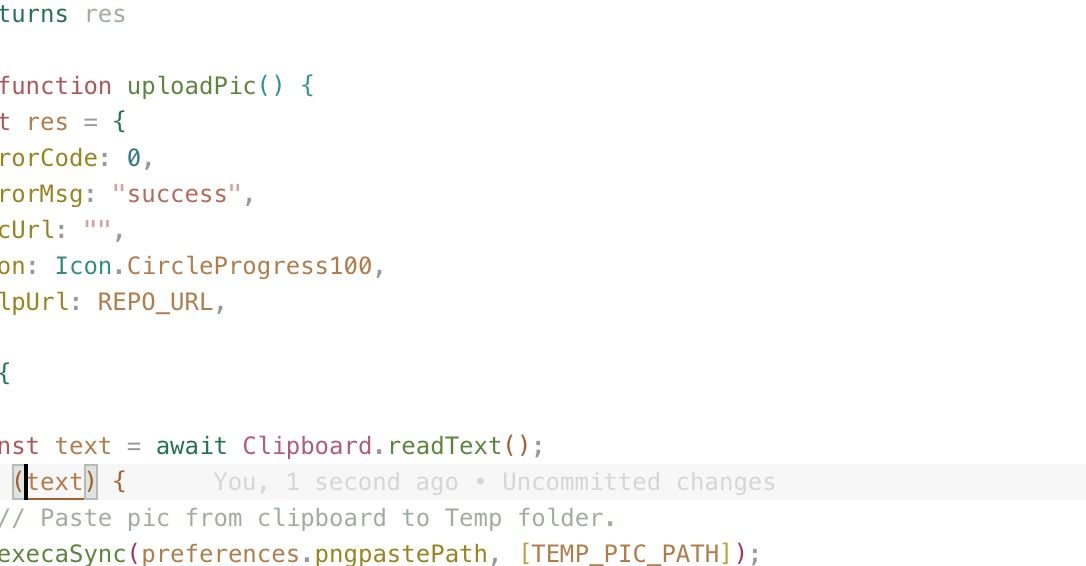 turns res
function uploadPic() {
t res = {
rorCode: 0,
rorMsg: "success",
cUrl: "",
on: Icon.CircleProgress100,
lpUrl: REPO_URL,
{
nst text = await Clipboard.readText();
(text) { You, 1 second ago • Uncommitted changes
// Paste pic from clipboard to Temp folder.
execaSync(preferences.pngpastePath, [TEMP_PIC_PATH]);